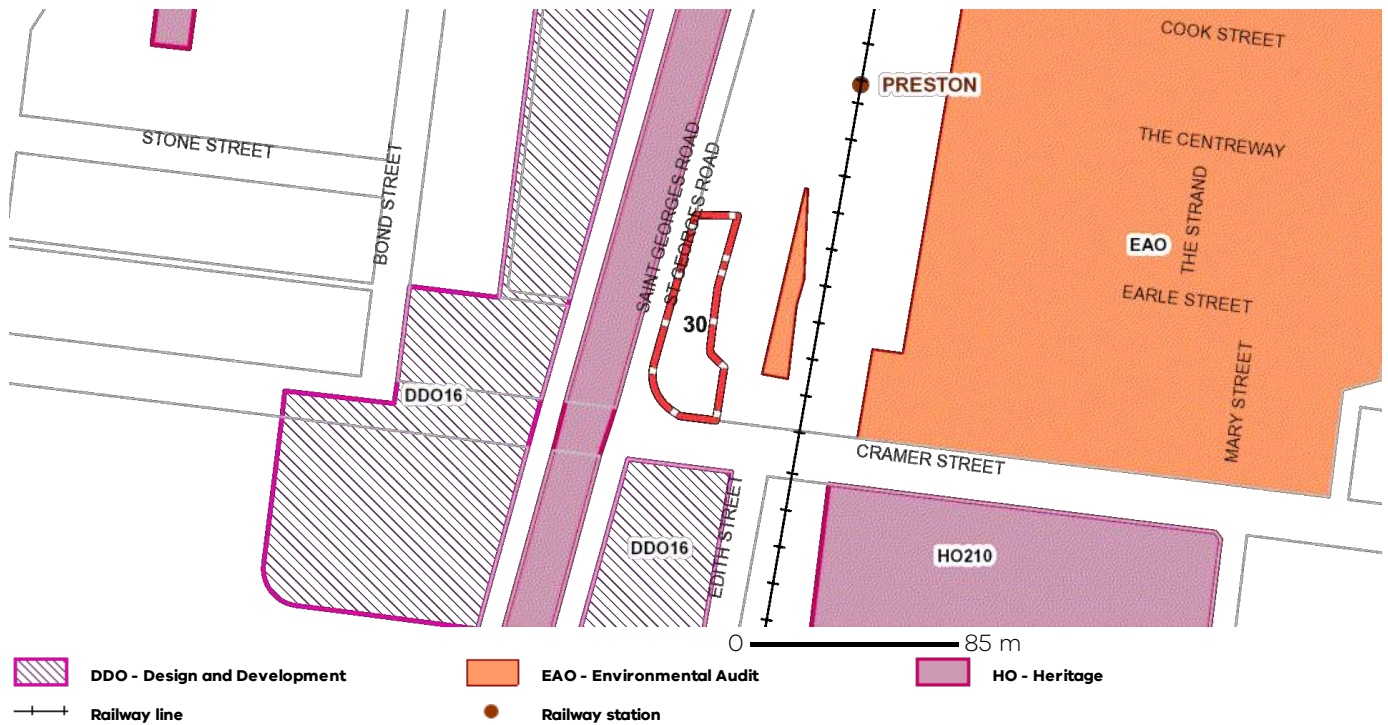 COOK STREET
PRESTON
STONE STREET
THE CENTREWAY
BOND STREET
SAINT GEORGES ROAD
ST GEORGES ROAD
THE STRAND
EAO
EARLE STREET
30
DDO16
MARY STREET
CRAMER STREET
EDITH STREET
DDO16
HO210
0 85 m
DDO - Design and Development
EAO - Environmental Audit
HO - Heritage
Railway line
Railway station